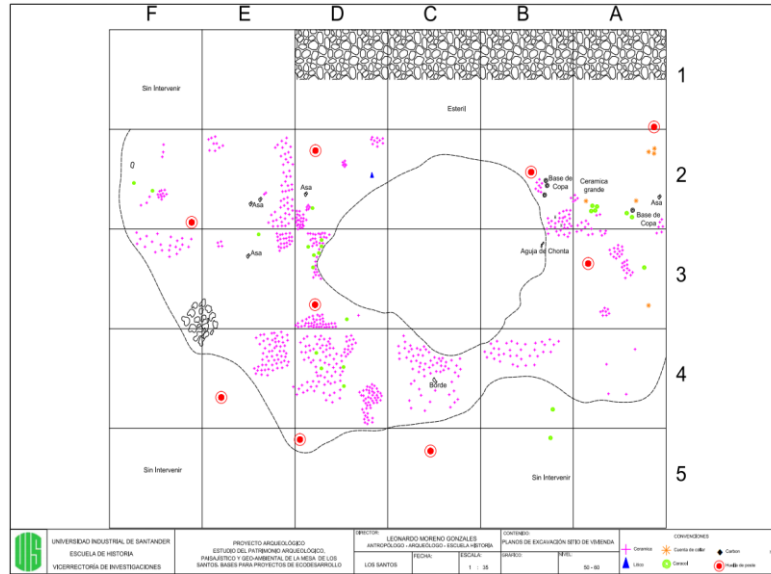 F E D C B A
1
Sin Intervenir
Esteril
2
Base de
Copa
Ceramica
grande
Asa
Asa
Asa
Base de
Copa
3
Asa
Aguja de Chonta
4
Borde
5
Sin Intervenir
Sin Intervenir
UNIVERSIDAD INDUSTRIAL DE SANTANDER
ESCUELA DE HISTORIA
VICERRECTORÍA DE INVESTIGACIONES
PROYECTO ARQUEOLÓGICO
ESTUDIO DEL PATRIMONIO ARQUEOLÓGICO,
PAISAJÍSTICO Y GEO-AMBIENTAL DE LA MESA DE LOS
SANTOS. BASES PARA PROYECTOS DE ECODESARROLLO
DIRECTOR:
LEONARDO MORENO GONZALES
ANTROPÓLOGO - ARQUEOLOGO - ESCUELA HISTORIA
LOS SANTOS
FECHA:
ESCALA:
1 : 35
CONTENIDO:
PLANOS DE EXCAVACIÓN SITIO DE VIVIENDA
GRAFICO:
NIVEL:
50 - 60
CONVENCIONES
Ceramica
Cuenta de collar
Carbon
Litico
Caracol
Huella de poste